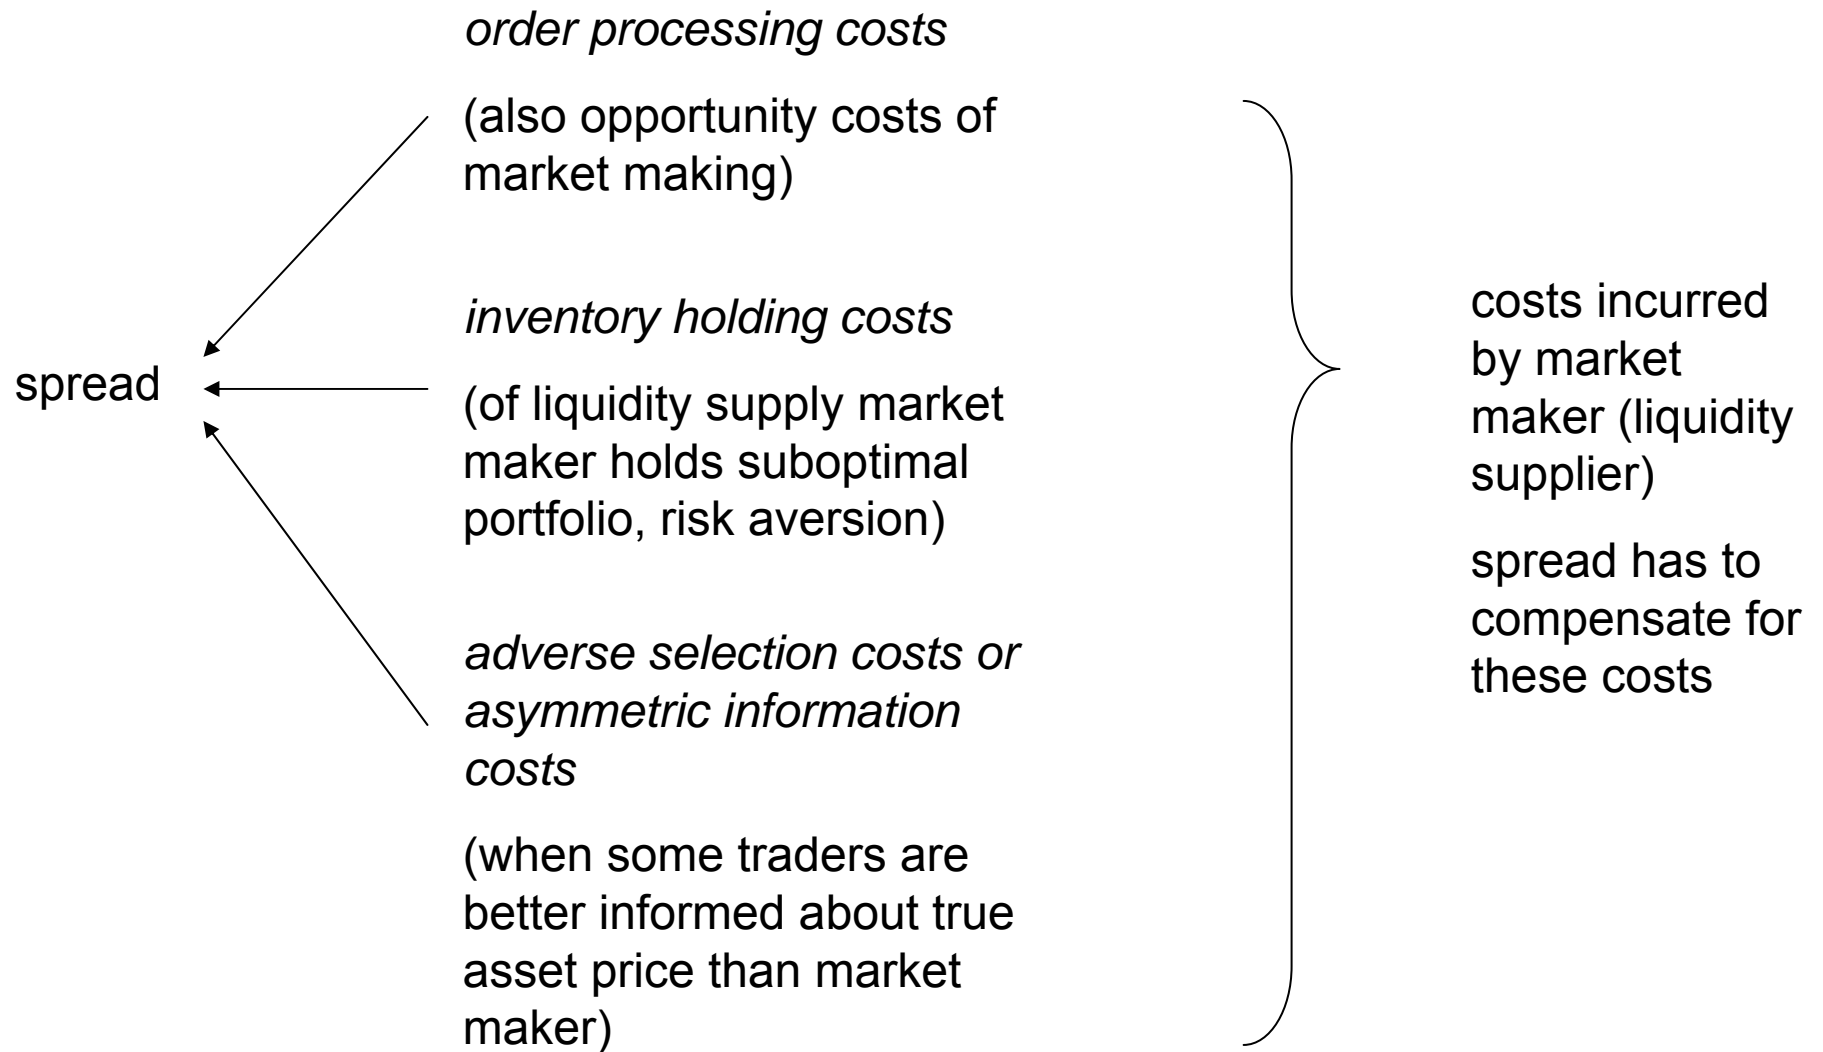 order processing costs
(also opportunity costs of
market making)
inventory holding costs
spread
(of liquidity supply market
maker holds suboptimal
portfolio, risk aversion)
adverse selection costs or
asymmetric information
costs
(when some traders are
better informed about true
asset price than market
maker)
costs incurred
by market
maker (liquidity
supplier)
spread has to
compensate for
these costs